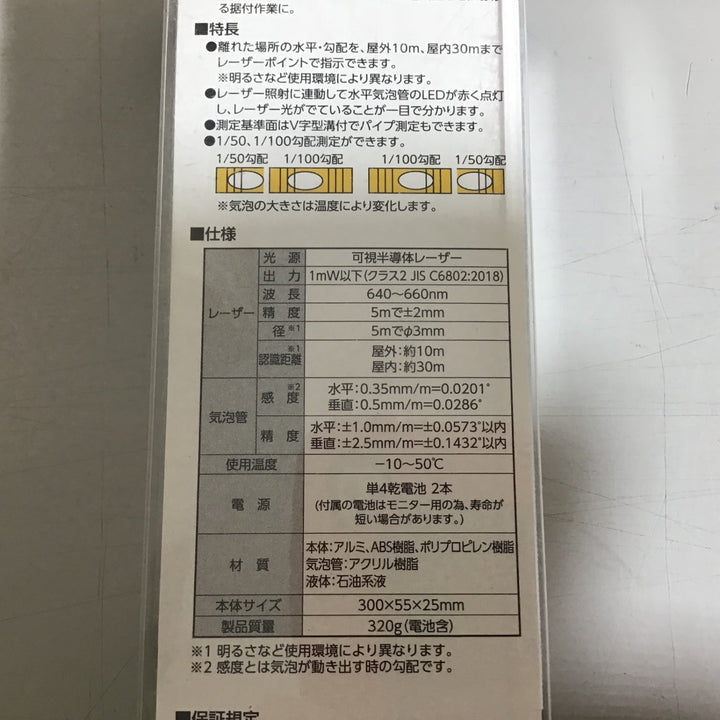 る据付作業に。
■特長
●離れた場所の水平・勾配を、屋外10m、屋内30mまで
レーザーポイントで指示できます。
※明るさなど使用環境により異なります。
●レーザー照射に連動して水平気泡管のLEDが赤く点灯
し、レーザー光がでていることが一目で分かります。
●測定基準面はV字型溝付でパイプ測定もできます。
●1/50、1/100勾配測定ができます。
1/50勾配 1/100勾配 1/100勾配 1/50勾配
※気泡の大きさは温度により変化します。
■仕様
レーザー
光 源 可視半導体レーザー
出 力 1mW以下(クラス2 JIS C6802:2018)
波 長 640〜660nm
精 度 5mで±2mm
径※1 5mでφ3mm
認識距離※1 屋外:約10m
屋内:約30m
気泡管
感 度※2 水平:0.35mm/m=0.0201°
垂直:0.5mm/m=0.0286°
精 度 水平:±1.0mm/m=±0.0573°以内
垂直:±2.5mm/m=±0.1432°以内
使用温度 −10〜50℃
電 源 単4乾電池 2本
(付属の電池はモニター用の為、寿命が
短い場合があります。)
材 質 本体:アルミ、ABS樹脂、ポリプロピレン樹脂
気泡管:アクリル樹脂
液体:石油系液
本体サイズ 300×55×25mm
製品質量 320g(電池含)
※1 明るさなど使用環境により異なります。
※2 感度とは気泡が動き出す時の勾配です。
■保証規定